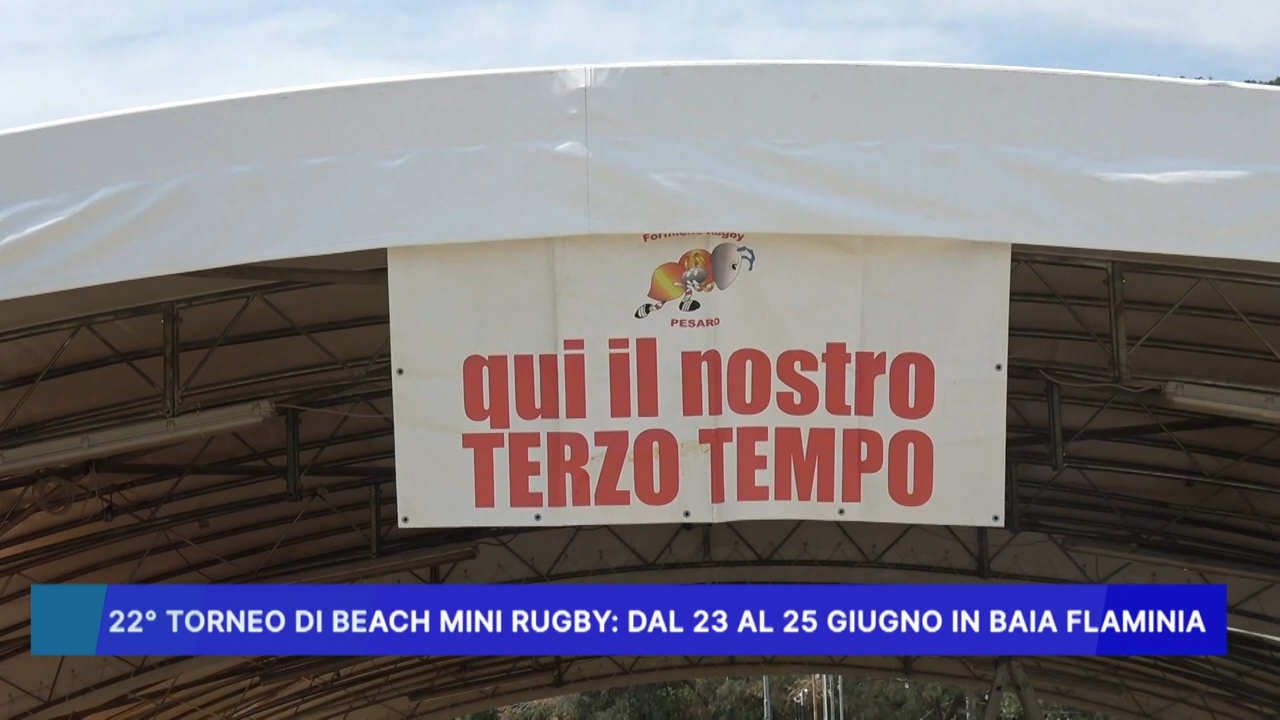 Formiche Rugby
PESARO
qui il nostro
TERZO TEMPO
22° TORNEO DI BEACH MINI RUGBY: DAL 23 AL 25 GIUGNO IN BAIA FLAMINIA